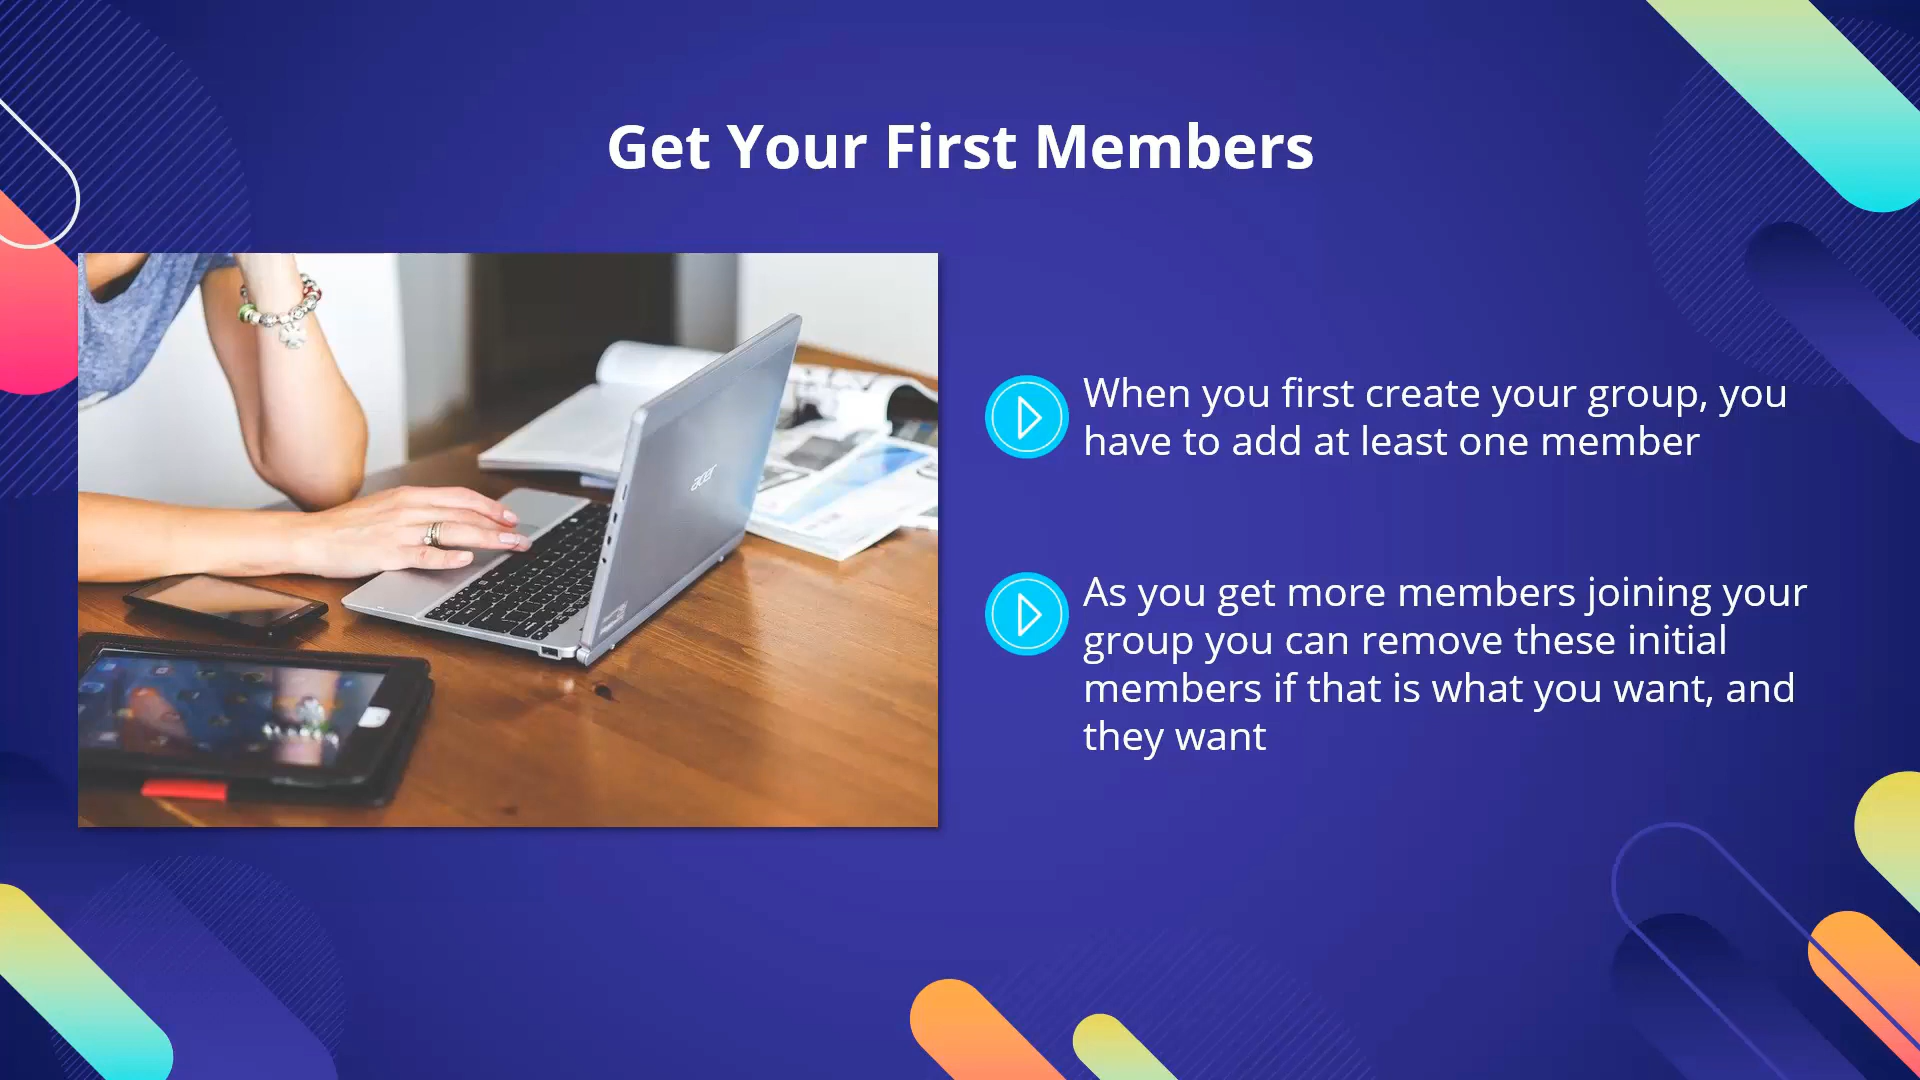 Get Your First Members
acer
When you first create your group, you
have to add at least one member
As you get more members joining your
group you can remove these initial
members if that is what you want, and
they want